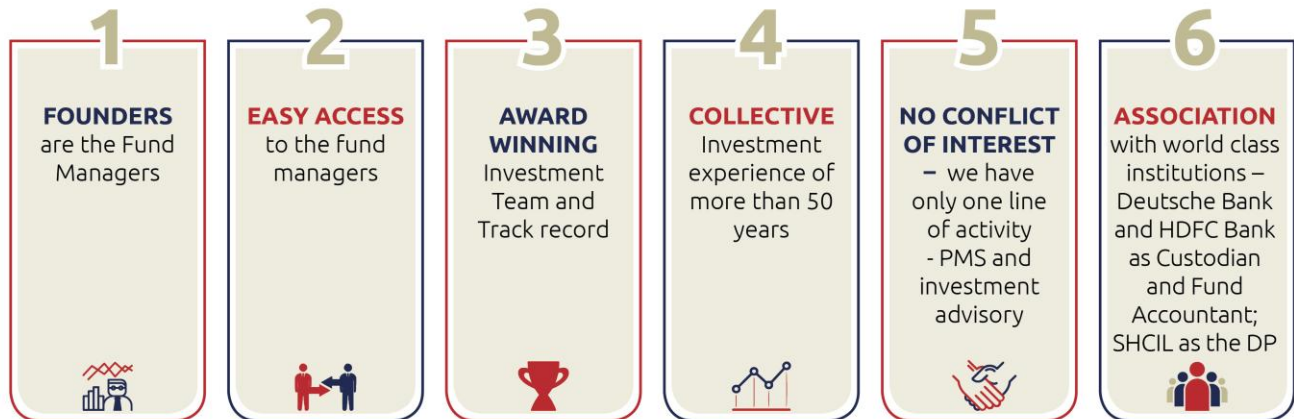 1
FOUNDERS
are the Fund
Managers
2
EASY ACCESS
to the fund
managers
3
AWARD
WINNING
Investment
Team and
Track record
4
COLLECTIVE
Investment
experience of
more than 50
years
5
NO CONFLICT
OF INTEREST
– we have
only one line
of activity
- PMS and
investment
advisory
6
ASSOCIATION
with world class
institutions –
Deutsche Bank
and HDFC Bank
as Custodian
and Fund
Accountant;
SHCIL as the DP